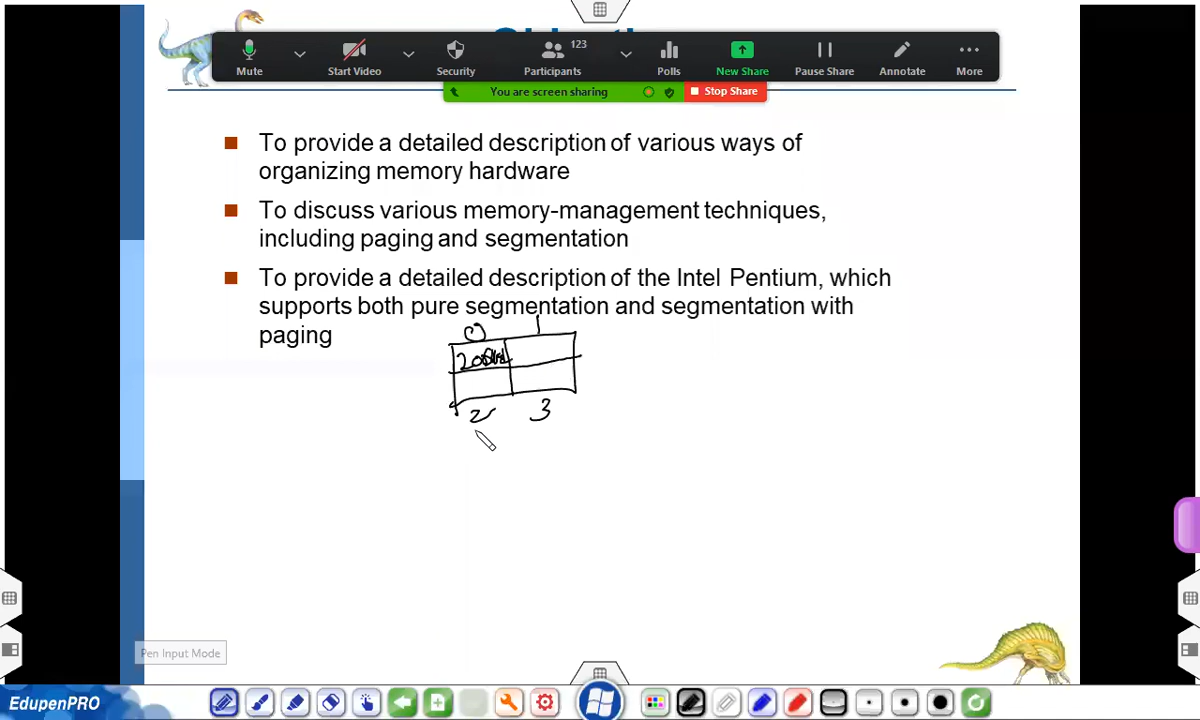 Mute
Start Video
Security
Participants
123
Polls
New Share
Pause Share
Annotate
More
You are screen sharing
Stop Share
To provide a detailed description of various ways of
organizing memory hardware
To discuss various memory-management techniques,
including paging and segmentation
To provide a detailed description of the Intel Pentium, which
supports both pure segmentation and segmentation with
paging
0 1
2 3
Pen Input Mode
EdupenPRO